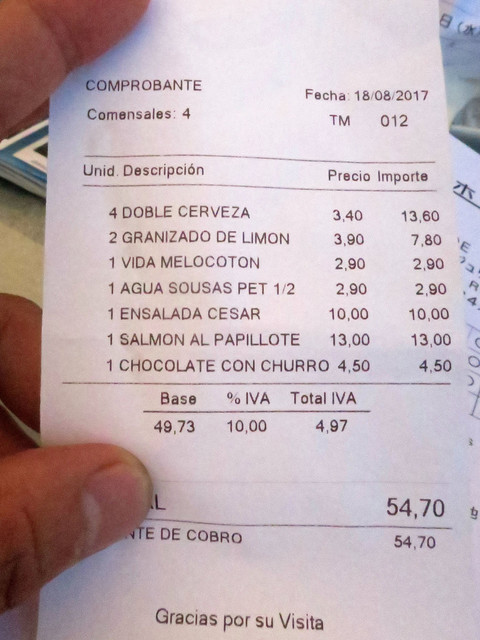 COMPROBANTE
Fecha: 18/08/2017
Comensales: 4
TM 012
Unid. Descripción Precio Importe
4 DOBLE CERVEZA 3,40 13,60
2 GRANIZADO DE LIMON 3,90 7,80
1 VIDA MELOCOTON 2,90 2,90
1 AGUA SOUSAS PET 1/2 2,90 2,90
1 ENSALADA CESAR 10,00 10,00
1 SALMON AL PAPILLOTE 13,00 13,00
1 CHOCOLATE CON CHURRO 4,50 4,50
Base % IVA Total IVA
49,73 10,00 4,97
AL 54,70
NTE DE COBRO 54,70
Gracias por su Visita